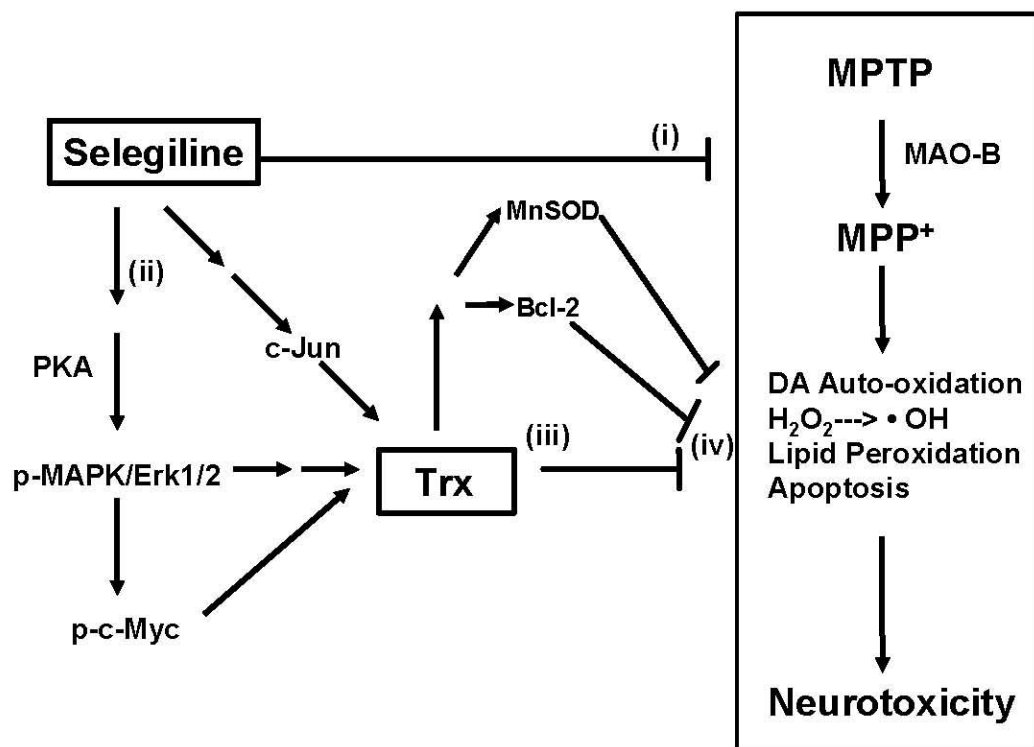 Selegiline
(i)
(ii)
PKA
p-MAPK/Erk1/2
p-c-Myc
c-Jun
Trx
(iii)
MnSOD
Bcl-2
(iv)
MPTP
MAO-B
MPP⁺
DA Auto-oxidation
H₂O₂---> • OH
Lipid Peroxidation
Apoptosis
Neurotoxicity